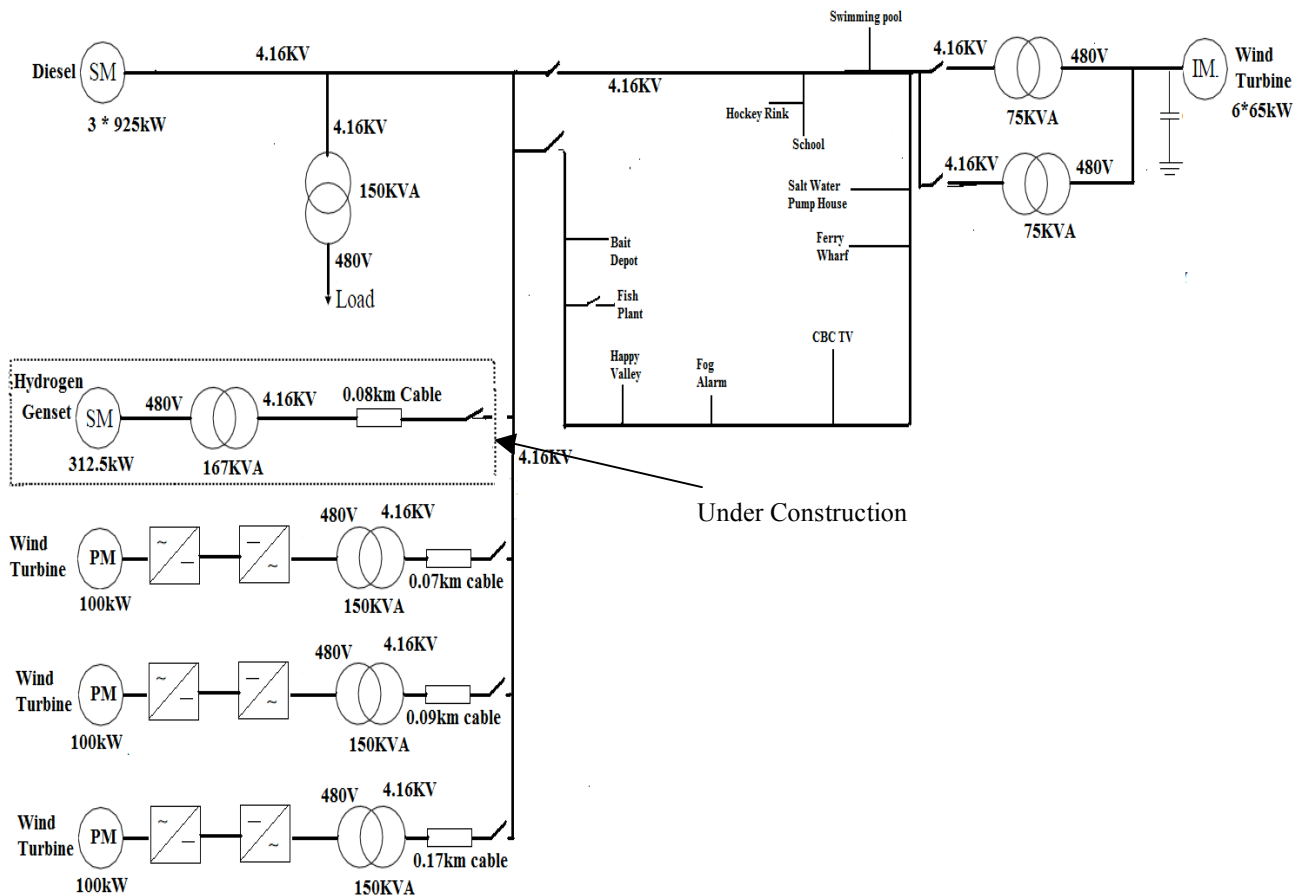 Swimming pool
4.16KV
4.16KV
480V
Wind
Turbine
6*65kW
Diesel
SM
3 * 925kW
4.16KV
IM.
75KVA
Hockey Rink
School
4.16KV
150KVA
480V
Load
4.16KV
480V
75KVA
Salt Water
Pump House
Ferry
Wharf
Bait
Depot
Fish
Plant
Happy
Valley
Fog
Alarm
CBC TV
Hydrogen
Genset
SM
312.5kW
480V
4.16KV
167KVA
0.08km Cable
4.16KV
Under Construction
Wind
Turbine
PM
100kW
480V
4.16KV
150KVA
0.07km cable
Wind
Turbine
PM
100kW
480V
4.16KV
150KVA
0.09km cable
Wind
Turbine
PM
100kW
480V
4.16KV
150KVA
0.17km cable